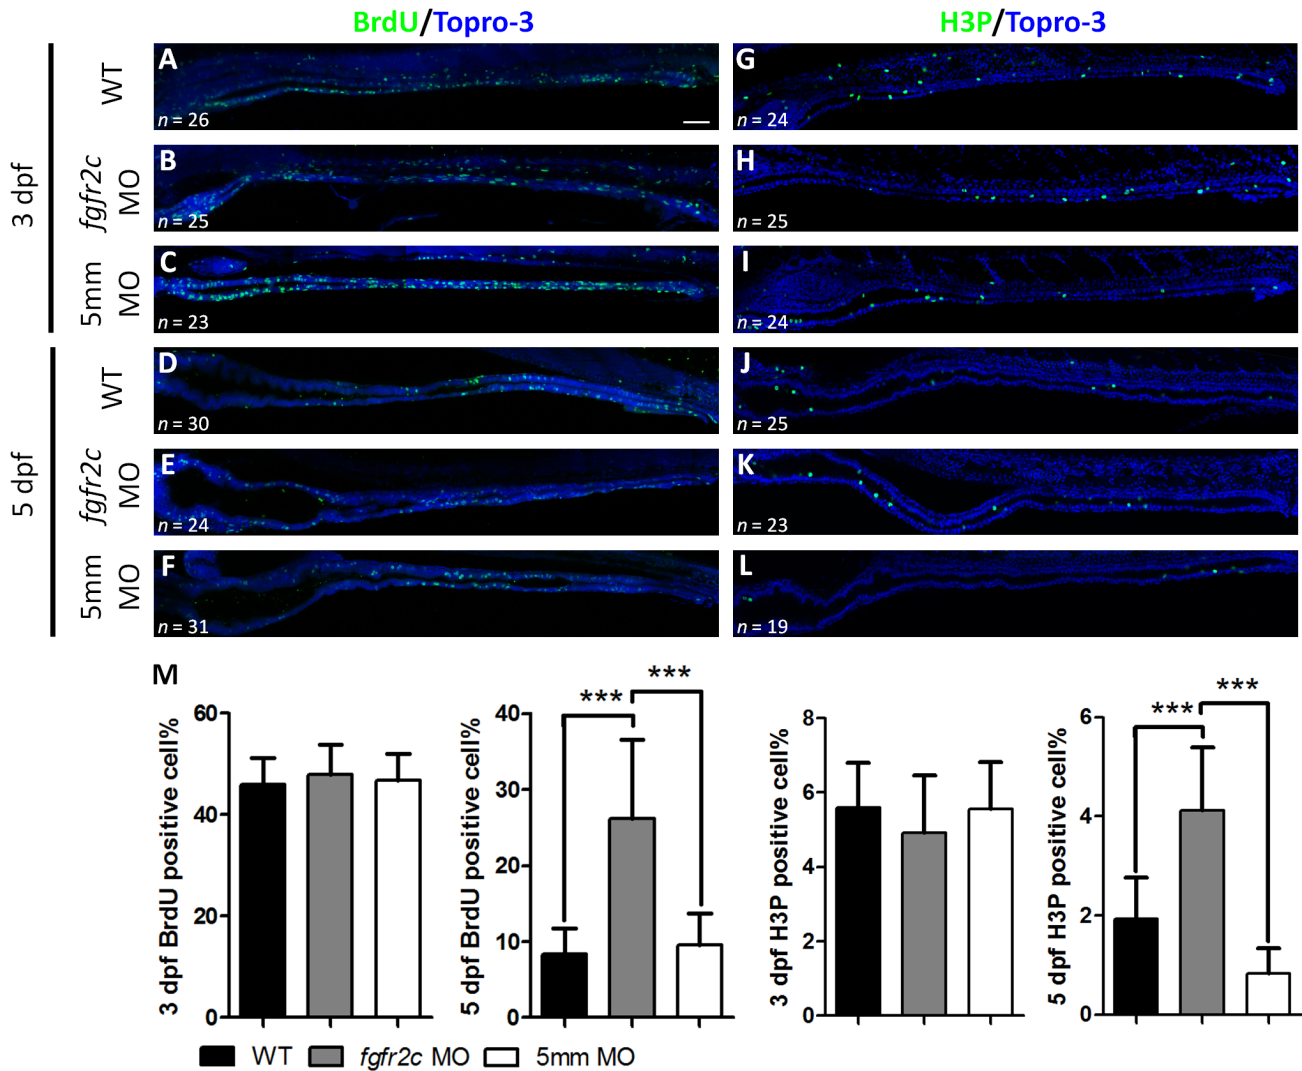 BrdU/Topro-3
H3P/Topro-3
3 dpf
WT
A
n = 26
G
n = 24
fgfr2c
MO
B
n = 25
H
n = 25
5mm
MO
C
n = 23
I
n = 24
5 dpf
WT
D
n = 30
J
n = 25
fgfr2c
MO
E
n = 24
K
n = 23
5mm
MO
F
n = 31
L
n = 19
M
3 dpf BrdU positive cell%
60
40
20
0
5 dpf BrdU positive cell%
40
30
20
10
0
***
***
3 dpf H3P positive cell%
8
6
4
2
0
5 dpf H3P positive cell%
6
4
2
0
***
***
WT fgfr2c MO 5mm MO